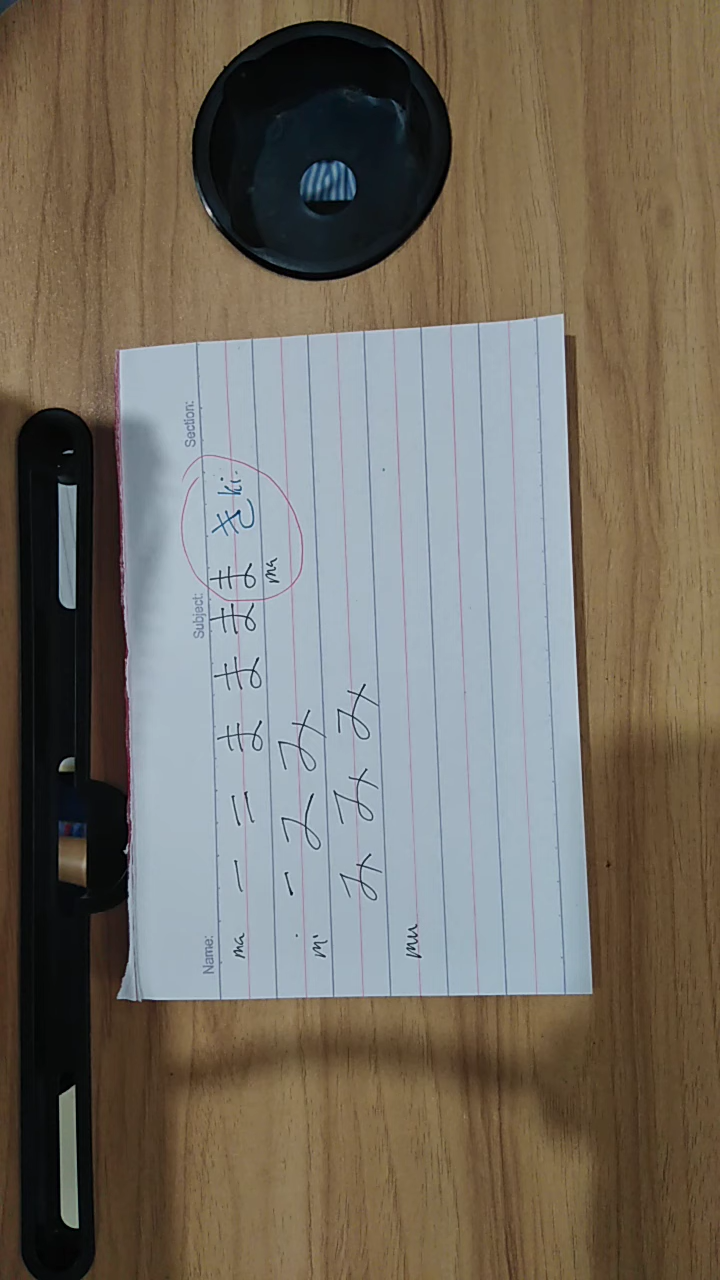 Name: Subject: Section:
ma 一 二 ま ま ま ま き ki.
ma
mi 一 み み
み み み
mu